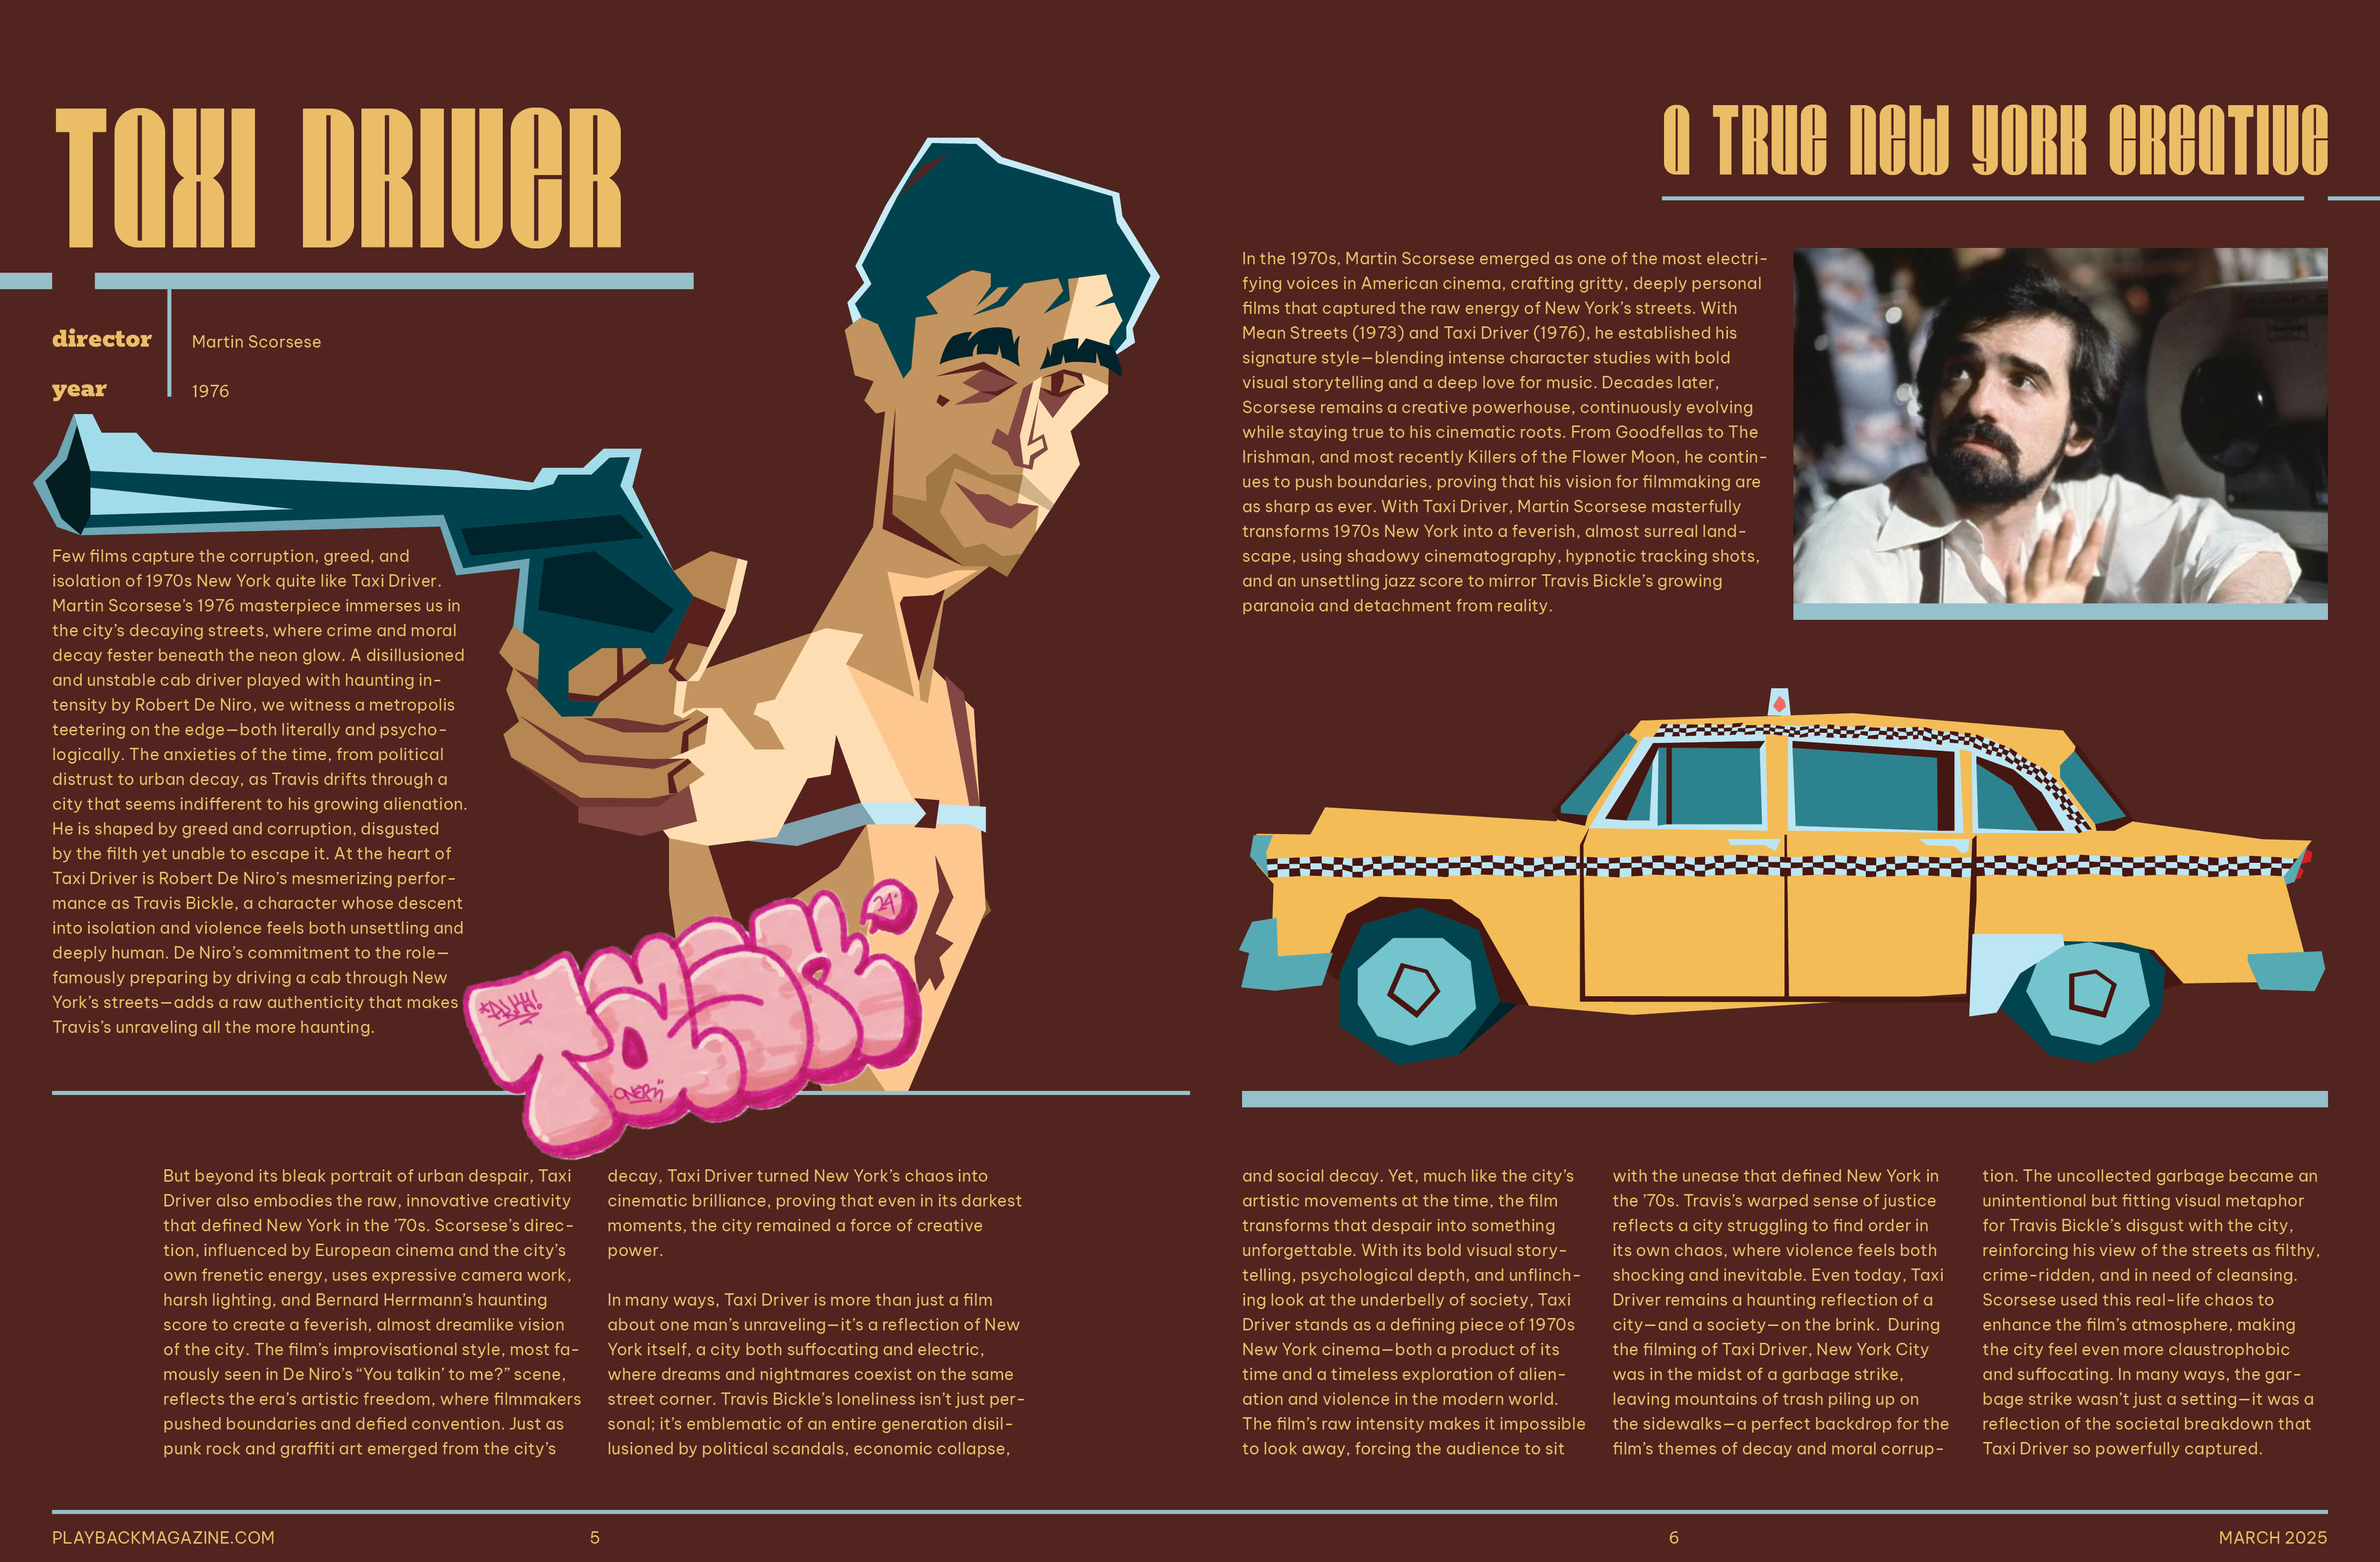 TAXI DRIVER
director
Martin Scorsese
year
1976
Few films capture the corruption, greed, and
isolation of 1970s New York quite like Taxi Driver.
Martin Scorsese’s 1976 masterpiece immerses us in
the city’s decaying streets, where crime and moral
decay fester beneath the neon glow. A disillusioned
and unstable cab driver played with haunting in-
tensity by Robert De Niro, we witness a metropolis
teetering on the edge—both literally and psycho-
logically. The anxieties of the time, from political
distrust to urban decay, as Travis drifts through a
city that seems indifferent to his growing alienation.
He is shaped by greed and corruption, disgusted
by the filth yet unable to escape it. At the heart of
Taxi Driver is Robert De Niro’s mesmerizing perfor-
mance as Travis Bickle, a character whose descent
into isolation and violence feels both unsettling and
deeply human. De Niro’s commitment to the role—
famously preparing by driving a cab through New
York’s streets—adds a raw authenticity that makes
Travis’s unraveling all the more haunting.
24
ONER
But beyond its bleak portrait of urban despair, Taxi
Driver also embodies the raw, innovative creativity
that defined New York in the ’70s. Scorsese’s direc-
tion, influenced by European cinema and the city’s
own frenetic energy, uses expressive camera work,
harsh lighting, and Bernard Herrmann’s haunting
score to create a feverish, almost dreamlike vision
of the city. The film’s improvisational style, most fa-
mously seen in De Niro’s “You talkin’ to me?” scene,
reflects the era’s artistic freedom, where filmmakers
pushed boundaries and defied convention. Just as
punk rock and graffiti art emerged from the city’s
decay, Taxi Driver turned New York’s chaos into
cinematic brilliance, proving that even in its darkest
moments, the city remained a force of creative
power.
In many ways, Taxi Driver is more than just a film
about one man’s unraveling—it’s a reflection of New
York itself, a city both suffocating and electric,
where dreams and nightmares coexist on the same
street corner. Travis Bickle’s loneliness isn’t just per-
sonal; it’s emblematic of an entire generation disil-
lusioned by political scandals, economic collapse,
PLAYBACKMAGAZINE.COM
5
A TRUE NEW YORK CREATIVE
In the 1970s, Martin Scorsese emerged as one of the most electri-
fying voices in American cinema, crafting gritty, deeply personal
films that captured the raw energy of New York’s streets. With
Mean Streets (1973) and Taxi Driver (1976), he established his
signature style—blending intense character studies with bold
visual storytelling and a deep love for music. Decades later,
Scorsese remains a creative powerhouse, continuously evolving
while staying true to his cinematic roots. From Goodfellas to The
Irishman, and most recently Killers of the Flower Moon, he contin-
ues to push boundaries, proving that his vision for filmmaking are
as sharp as ever. With Taxi Driver, Martin Scorsese masterfully
transforms 1970s New York into a feverish, almost surreal land-
scape, using shadowy cinematography, hypnotic tracking shots,
and an unsettling jazz score to mirror Travis Bickle’s growing
paranoia and detachment from reality.
and social decay. Yet, much like the city’s
artistic movements at the time, the film
transforms that despair into something
unforgettable. With its bold visual story-
telling, psychological depth, and unflinch-
ing look at the underbelly of society, Taxi
Driver stands as a defining piece of 1970s
New York cinema—both a product of its
time and a timeless exploration of alien-
ation and violence in the modern world.
The film’s raw intensity makes it impossible
to look away, forcing the audience to sit
with the unease that defined New York in
the ’70s. Travis’s warped sense of justice
reflects a city struggling to find order in
its own chaos, where violence feels both
shocking and inevitable. Even today, Taxi
Driver remains a haunting reflection of a
city—and a society—on the brink. During
the filming of Taxi Driver, New York City
was in the midst of a garbage strike,
leaving mountains of trash piling up on
the sidewalks—a perfect backdrop for the
film’s themes of decay and moral corrup-
tion. The uncollected garbage became an
unintentional but fitting visual metaphor
for Travis Bickle’s disgust with the city,
reinforcing his view of the streets as filthy,
crime-ridden, and in need of cleansing.
Scorsese used this real-life chaos to
enhance the film’s atmosphere, making
the city feel even more claustrophobic
and suffocating. In many ways, the gar-
bage strike wasn’t just a setting—it was a
reflection of the societal breakdown that
Taxi Driver so powerfully captured.
6
MARCH 2025